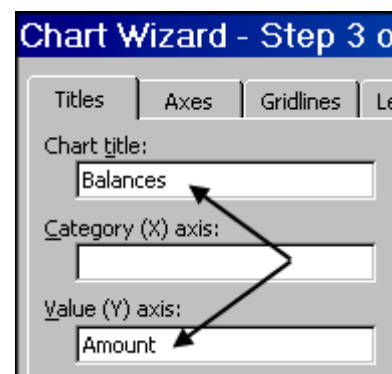 Chart Wizard - Step 3 o
Titles Axes Gridlines Le
Chart title:
Balances
Category (X) axis:
Value (Y) axis:
Amount